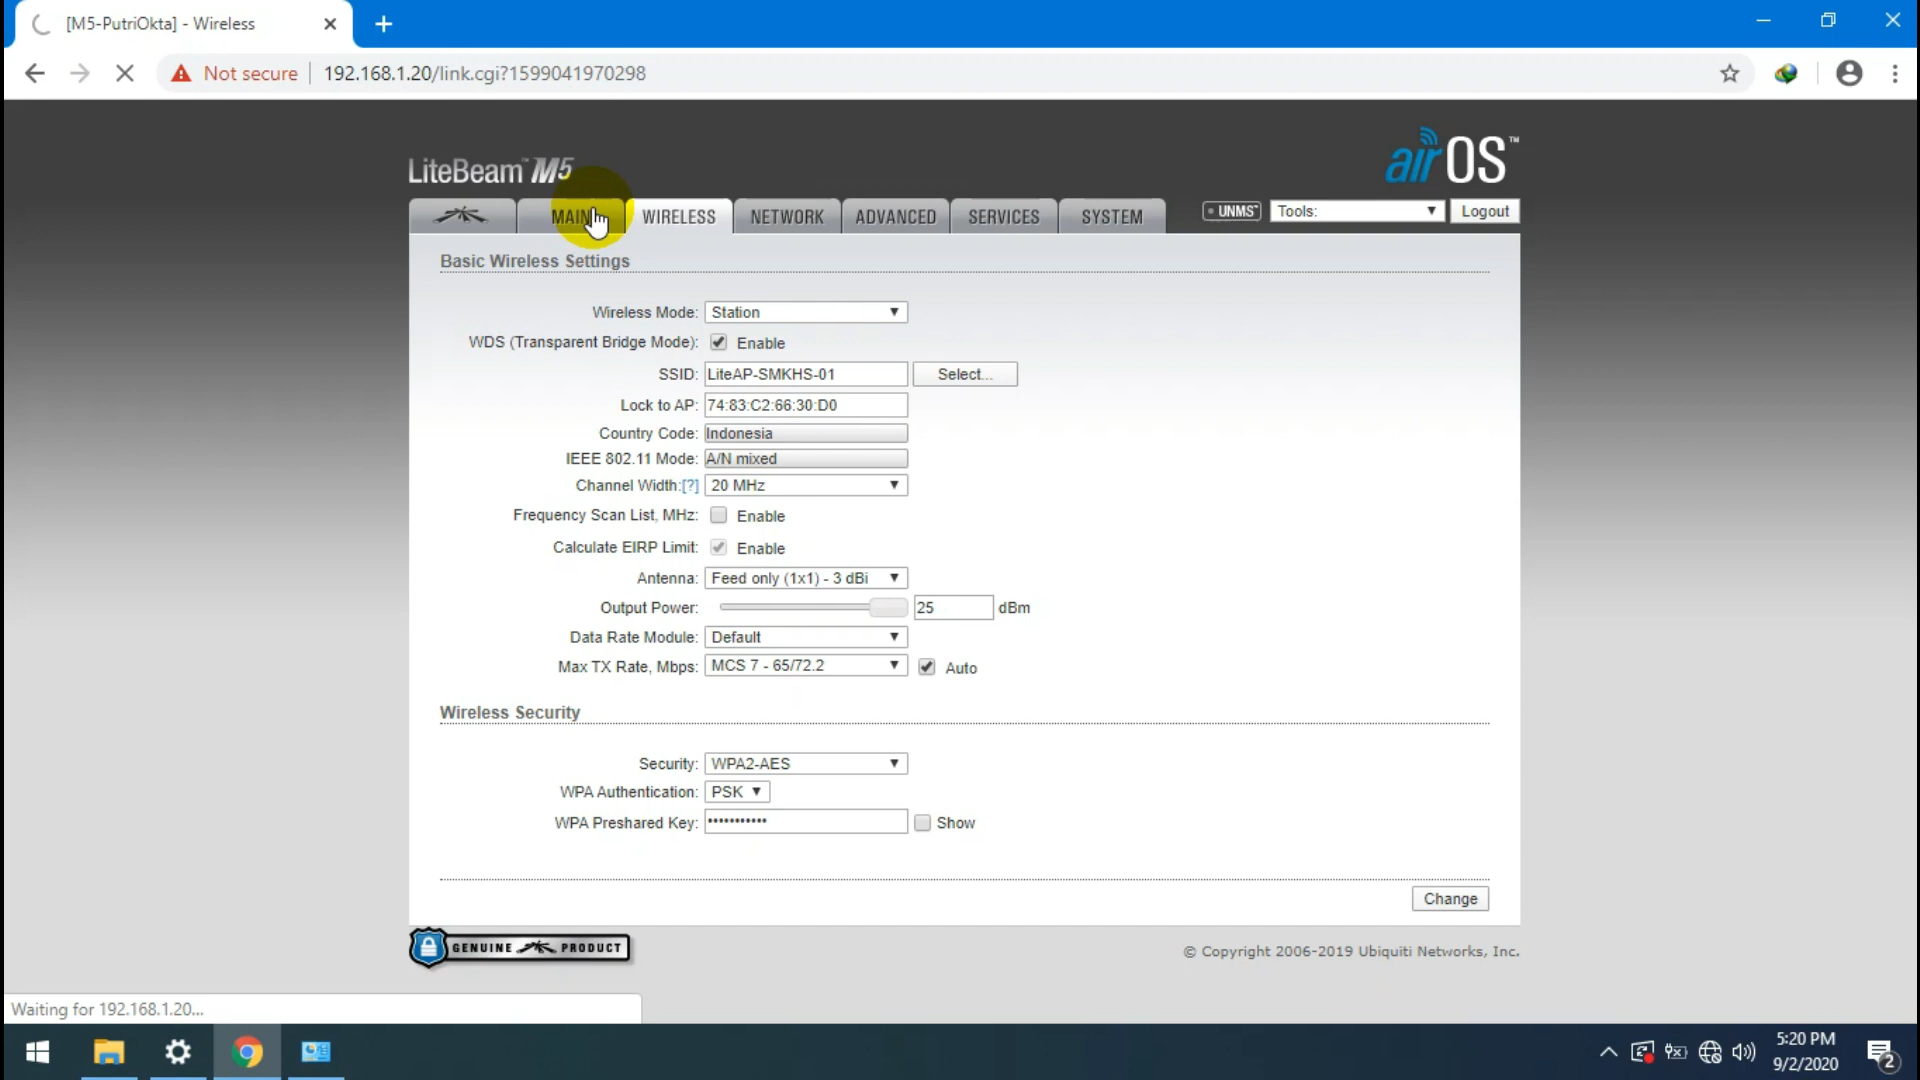 [M5-PutriOkta] - Wireless
Not secure 192.168.1.20/link.cgi?1599041970298
LiteBeam™ M5
airOS™
MAIN WIRELESS NETWORK ADVANCED SERVICES SYSTEM UNMS™ Tools: Logout
Basic Wireless Settings
Wireless Mode: Station
WDS (Transparent Bridge Mode): Enable
SSID: LiteAP-SMKHS-01 Select...
Lock to AP: 74:83:C2:66:30:D0
Country Code: Indonesia
IEEE 802.11 Mode: A/N mixed
Channel Width:[?] 20 MHz
Frequency Scan List, MHz: Enable
Calculate EIRP Limit: Enable
Antenna: Feed only (1x1) - 3 dBi
Output Power: 25 dBm
Data Rate Module: Default
Max TX Rate, Mbps: MCS 7 - 65/72.2 Auto
Wireless Security
Security: WPA2-AES
WPA Authentication: PSK
WPA Preshared Key: ••••••••••• Show
Change
GENUINE PRODUCT
© Copyright 2006-2019 Ubiquiti Networks, Inc.
Waiting for 192.168.1.20...
5:20 PM
9/2/2020
2